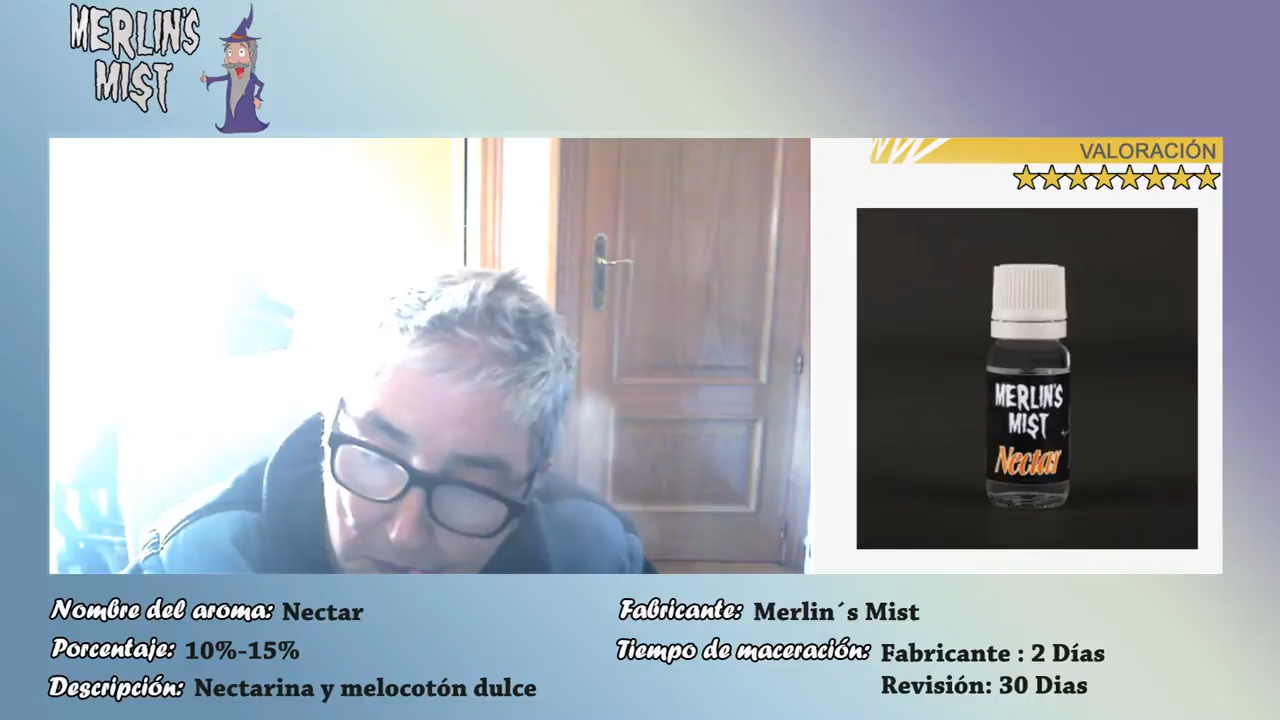 MERLIN'S
MIST
VALORACIÓN
MERLIN'S
MIST
Nectar
Nombre del aroma: Nectar
Porcentaje: 10%-15%
Descripción: Nectarina y melocotón dulce
Fabricante: Merlin´s Mist
Tiempo de maceración: Fabricante : 2 Días
Revisión: 30 Dias